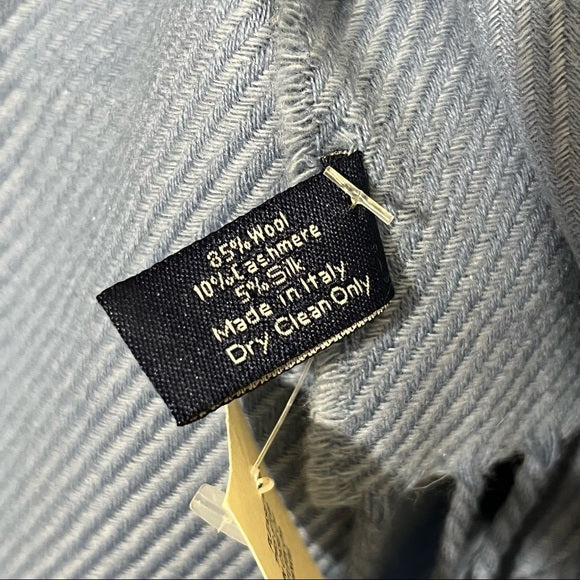 85% Wool
10% Cashmere
5% Silk
Made in Italy
Dry Clean Only